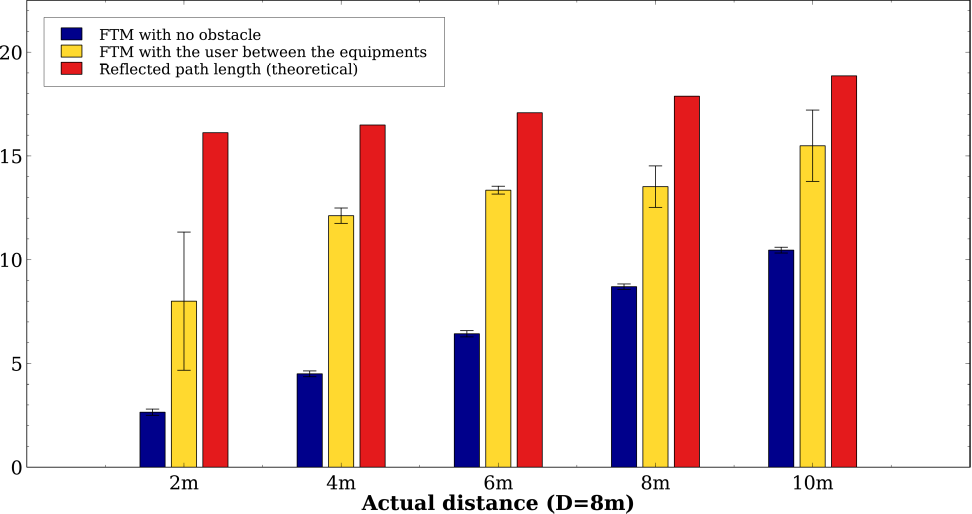 20
15
10
5
0
FTM with no obstacle
FTM with the user between the equipments
Reflected path length (theoretical)
2m 4m 6m 8m 10m
Actual distance (D=8m)